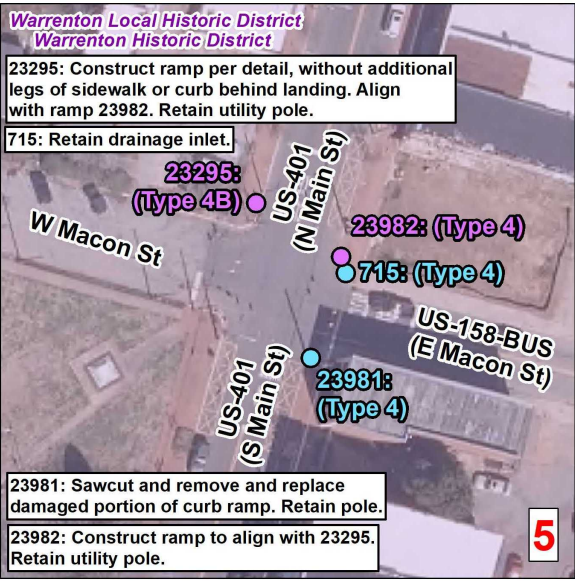 Warrenton Local Historic District
Warrenton Historic District
23295: Construct ramp per detail, without additional
legs of sidewalk or curb behind landing. Align
with ramp 23982. Retain utility pole.
715: Retain drainage inlet.
23295:
(Type 4B)
US-401
(N Main St)
23982: (Type 4)
W Macon St
715: (Type 4)
US-158-BUS
(E Macon St)
23981:
(Type 4)
US-401
(S Main St)
23981: Sawcut and remove and replace
damaged portion of curb ramp. Retain pole.
23982: Construct ramp to align with 23295.
Retain utility pole.
5